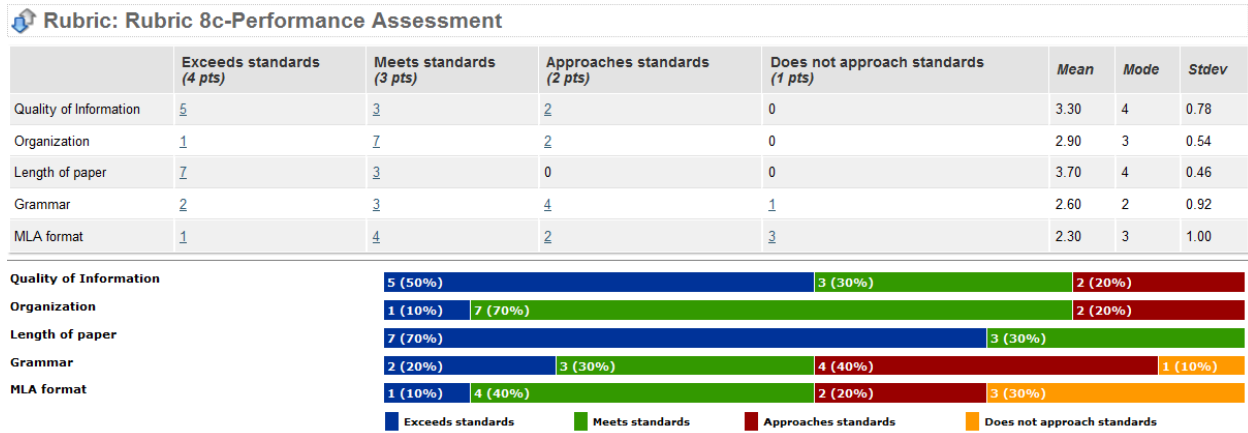 Rubric: Rubric 8c-Performance Assessment
Exceeds standards (4 pts) Meets standards (3 pts) Approaches standards (2 pts) Does not approach standards (1 pts) Mean Mode Stdev
Quality of Information 5 3 2 0 3.30 4 0.78
Organization 1 7 2 0 2.90 3 0.54
Length of paper 7 3 0 0 3.70 4 0.46
Grammar 2 3 4 1 2.60 2 0.92
MLA format 1 4 2 3 2.30 3 1.00
Quality of Information 5 (50%) 3 (30%) 2 (20%)
Organization 1 (10%) 7 (70%) 2 (20%)
Length of paper 7 (70%) 3 (30%)
Grammar 2 (20%) 3 (30%) 4 (40%) 1 (10%)
MLA format 1 (10%) 4 (40%) 2 (20%) 3 (30%)
Exceeds standards Meets standards Approaches standards Does not approach standards